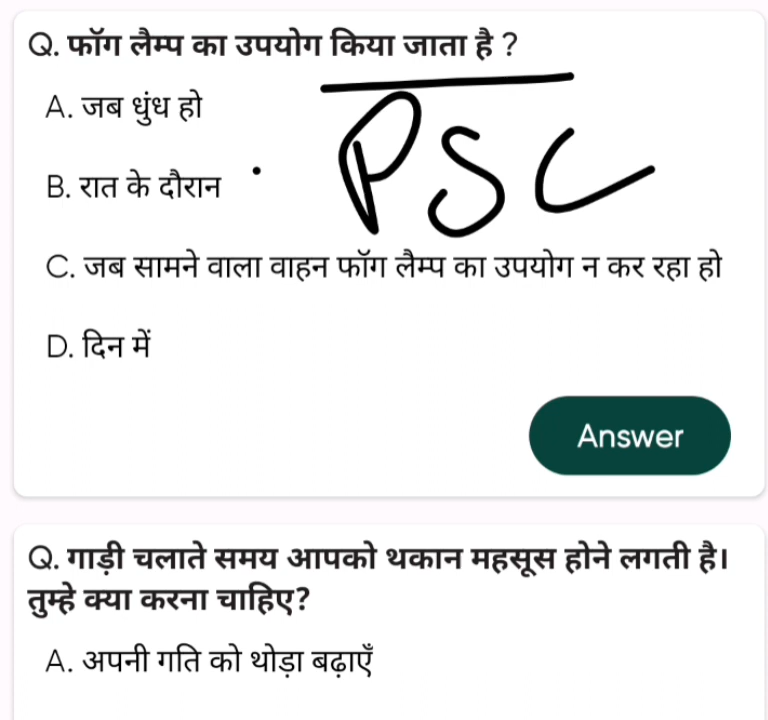 Q. फॉग लैम्प का उपयोग किया जाता है ?
A. जब धुंध हो
PSC
B. रात के दौरान
C. जब सामने वाला वाहन फॉग लैम्प का उपयोग न कर रहा हो
D. दिन में
Answer
Q. गाड़ी चलाते समय आपको थकान महसूस होने लगती है।
तुम्हे क्या करना चाहिए?
A. अपनी गति को थोड़ा बढ़ाएँ